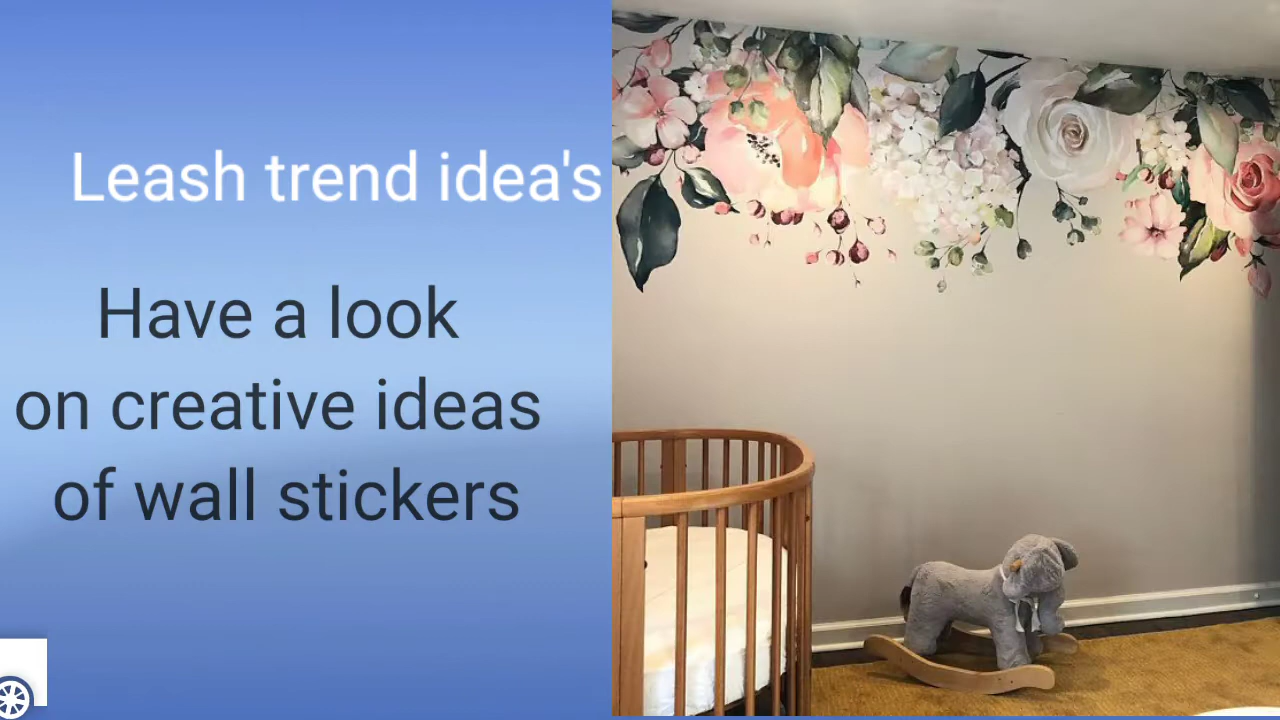 Leash trend idea's
Have a look
on creative ideas
of wall stickers